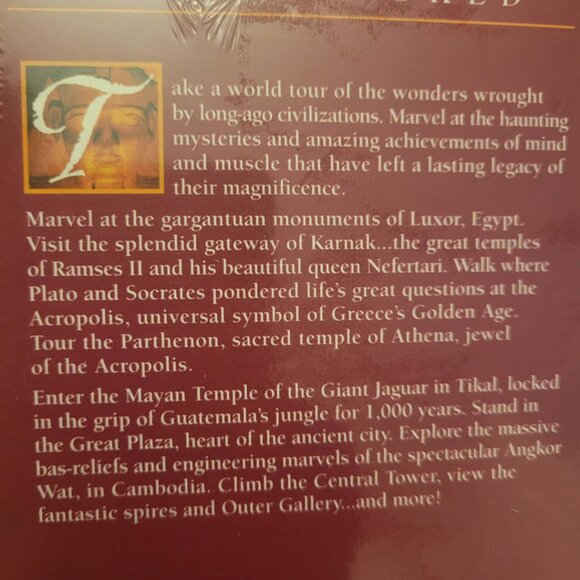 Take a world tour of the wonders wrought
by long-ago civilizations. Marvel at the haunting
mysteries and amazing achievements of mind
and muscle that have left a lasting legacy of
their magnificence.
Marvel at the gargantuan monuments of Luxor, Egypt.
Visit the splendid gateway of Karnak...the great temples
of Ramses II and his beautiful queen Nefertari. Walk where
Plato and Socrates pondered life's great questions at the
Acropolis, universal symbol of Greece's Golden Age.
Tour the Parthenon, sacred temple of Athena, jewel
of the Acropolis.
Enter the Mayan Temple of the Giant Jaguar in Tikal, locked
in the grip of Guatemala's jungle for 1,000 years. Stand in
the Great Plaza, heart of the ancient city. Explore the massive
bas-reliefs and engineering marvels of the spectacular Angkor
Wat, in Cambodia. Climb the Central Tower, view the
fantastic spires and Outer Gallery...and more!